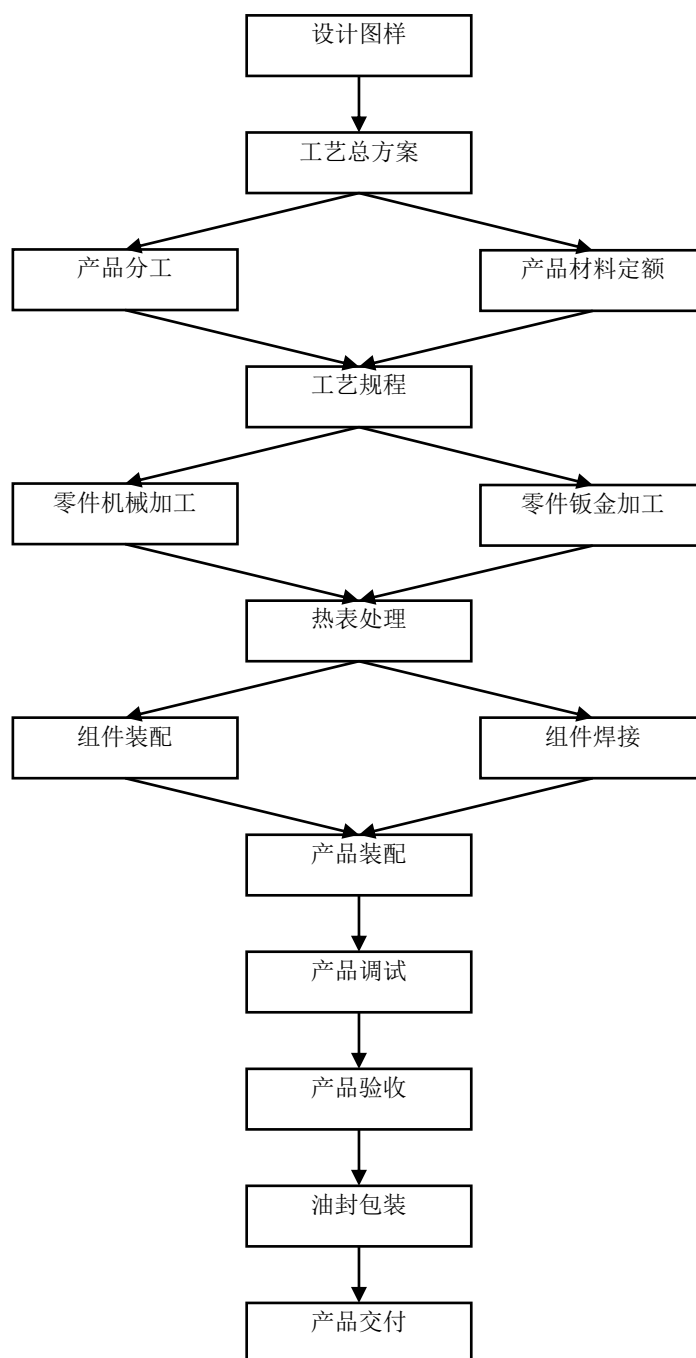 设计图样
工艺总方案
产品分工
产品材料定额
工艺规程
零件机械加工
零件钣金加工
热表处理
组件装配
组件焊接
产品装配
产品调试
产品验收
油封包装
产品交付